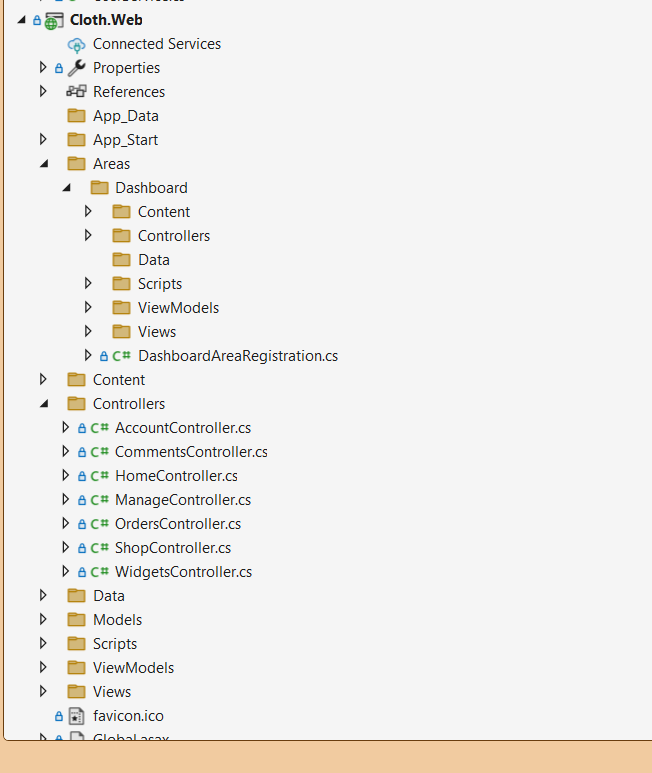 Cloth.Web
Connected Services
Properties
References
App_Data
App_Start
Areas
Dashboard
Content
Controllers
Data
Scripts
ViewModels
Views
C# DashboardAreaRegistration.cs
Content
Controllers
C# AccountController.cs
C# CommentsController.cs
C# HomeController.cs
C# ManageController.cs
C# OrdersController.cs
C# ShopController.cs
C# WidgetsController.cs
Data
Models
Scripts
ViewModels
Views
favicon.ico
Global.asax